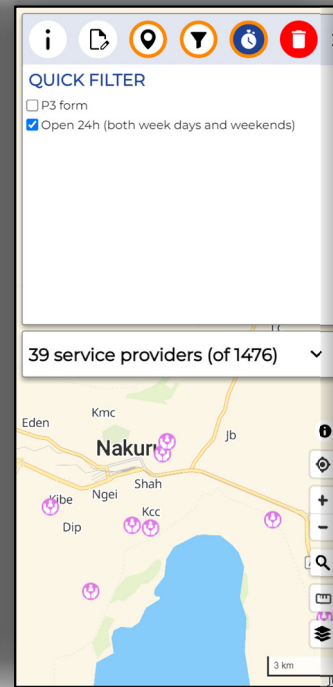 i
QUICK FILTER
P3 form
Open 24h (both week days and weekends)
39 service providers (of 1476)
Kmc
Eden
Jb
Nakuru
Shah
Ngei
Kibe
Kcc
Dip
3 km